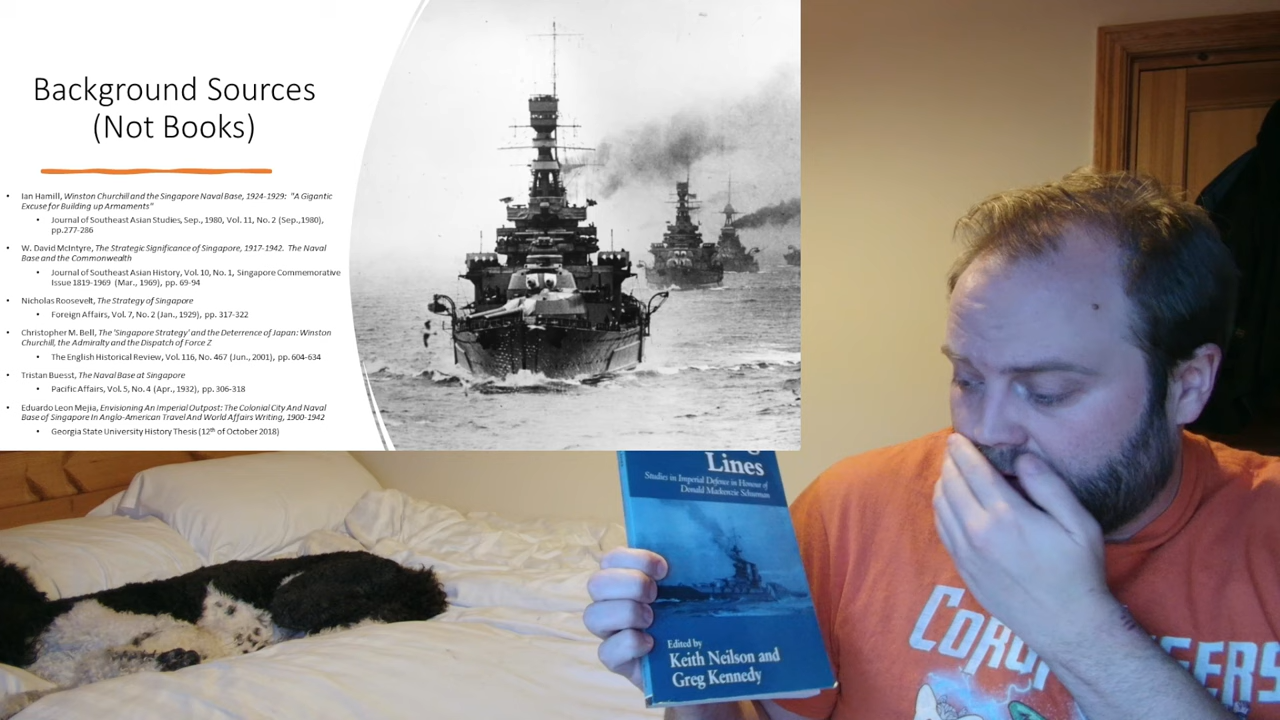 Background Sources
(Not Books)
• Ian Hamill, Winston Churchill and the Singapore Naval Base, 1924-1929: "A Gigantic
Excuse for Building up Armaments"
• Journal of Southeast Asian Studies, Sep., 1980, Vol. 11, No. 2 (Sep.,1980),
pp.277-286
• W. David McIntyre, The Strategic Significance of Singapore, 1917-1942. The Naval
Base and the Commonwealth
• Journal of Southeast Asian History, Vol. 10, No. 1, Singapore Commemorative
Issue 1819-1969 (Mar., 1969), pp. 69-94
• Nicholas Roosevelt, The Strategy of Singapore
• Foreign Affairs, Vol. 7, No. 2 (Jan., 1929), pp. 317-322
• Christopher M. Bell, The 'Singapore Strategy' and the Deterrence of Japan: Winston
Churchill, the Admiralty and the Dispatch of Force Z
• The English Historical Review, Vol. 116, No. 467 (Jun., 2001), pp. 604-634
• Tristan Buesst, The Naval Base at Singapore
• Pacific Affairs, Vol. 5, No. 4 (Apr., 1932), pp. 306-318
• Eduardo Leon Mejia, Envisioning An Imperial Outpost: The Colonial City And Naval
Base of Singapore In Anglo-American Travel And World Affairs Writing, 1900-1942
• Georgia State University History Thesis (12th of October 2018)
Lines
Studies in Imperial Defence in Honour of
Donald Mackenzie Schurman
Edited by
Keith Neilson and
Greg Kennedy